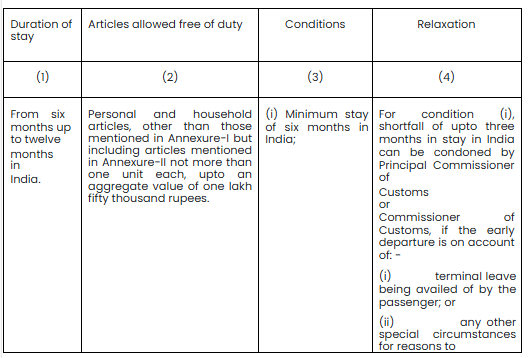 Duration of
stay
Articles allowed free of duty
Conditions
Relaxation
(1)
(2)
(3)
(4)
From six
months up
to twelve
months
in
India.
Personal and household
articles, other than those
mentioned in Annexure-I but
including articles mentioned
in Annexure-II not more than
one unit each, upto an
aggregate value of one lakh
fifty thousand rupees.
(i) Minimum stay
of six months in
India;
For condition (i),
shortfall of upto three
months in stay in India
can be condoned by
Principal Commissioner
of
Customs
or
Commissioner of
Customs, if the early
departure is on account
of: -
(i) terminal leave
being availed of by the
passenger; or
(ii) any other
special circumstances
for reasons to